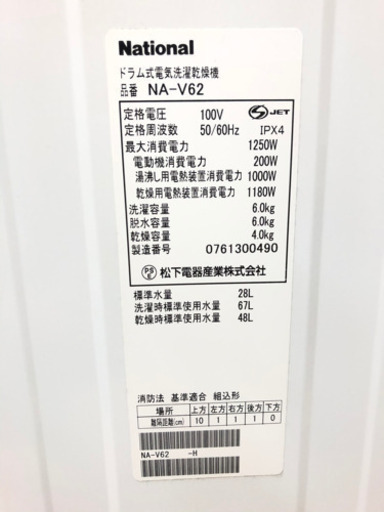 National
ドラム式電気洗濯乾燥機
品番 NA-V62
定格電圧 100V S JET
定格周波数 50/60Hz IPX4
最大消費電力 1250W
電動機消費電力 200W
湯沸し用電熱装置消費電力 1000W
乾燥用電熱装置消費電力 1180W
洗濯容量 6.0kg
脱水容量 6.0kg
乾燥容量 4.0kg
製造番号 0761300490
PSE 松下電器産業株式会社
標準水量 28L
洗濯時標準使用水量 67L
乾燥時標準使用水量 48L
消防法 基準適合 組込形
場所 上方 左方 右方 後方 下方
離隔距離(cm) 10 1 1 1 0
NA-V62 -H